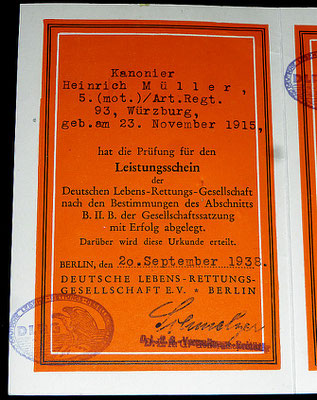 Kanonier
Heinrich Müller,
5.(mot.)/Art.Regt.
93, Würzburg,
geb.am 23. November 1915,
hat die Prüfung für den
Leistungsschein
der
Deutschen Lebens-Rettungs-Gesellschaft
nach den Bestimmungen des Abschnitts
B. II B. der Gesellschaftssatzung
mit Erfolg abgelegt.
Darüber wird diese Urkunde erteilt.
BERLIN, den 20.September 1938.
DEUTSCHE LEBENS-RETTUNGS-
GESELLSCHAFT E.V. * BERLIN
DLRG